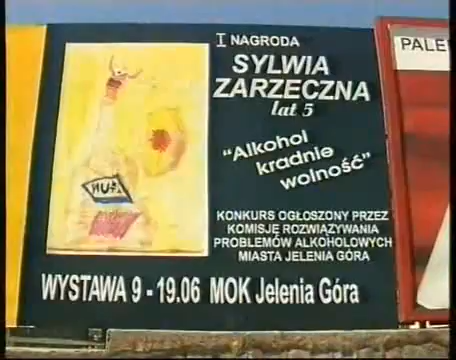 I NAGRODA
SYLWIA
ZARZECZNA
lat 5
"Alkohol
kradnie
wolność"
KONKURS OGŁOSZONY PRZEZ
KOMISJĘ ROZWIĄZYWANIA
PROBLEMÓW ALKOHOLOWYCH
MIASTA JELENIA GÓRA
WYSTAWA 9 - 19.06 MOK Jelenia Góra
PALE